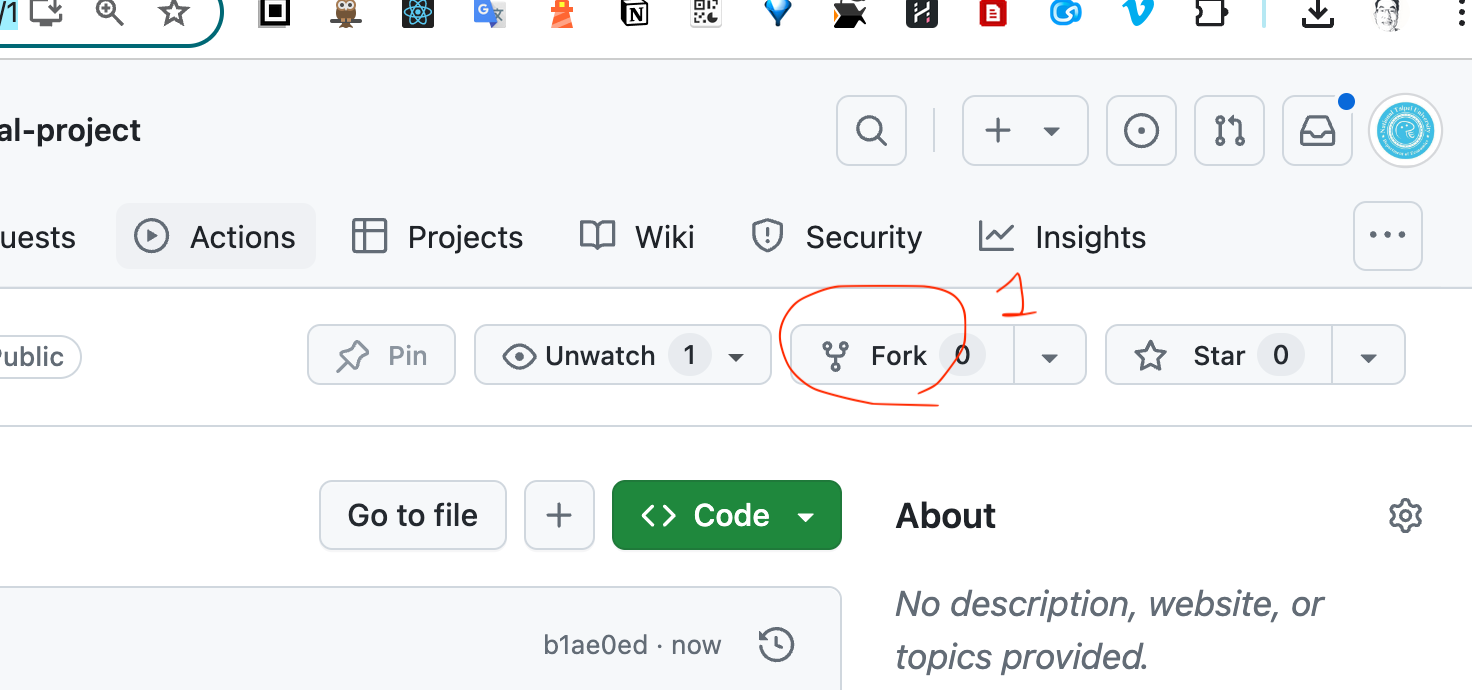 /1
al-project
uests Actions Projects Wiki Security Insights
1
Public Pin Unwatch 1 Fork 0 Star 0
Go to file Code About
No description, website, or
topics provided.
b1ae0ed · now